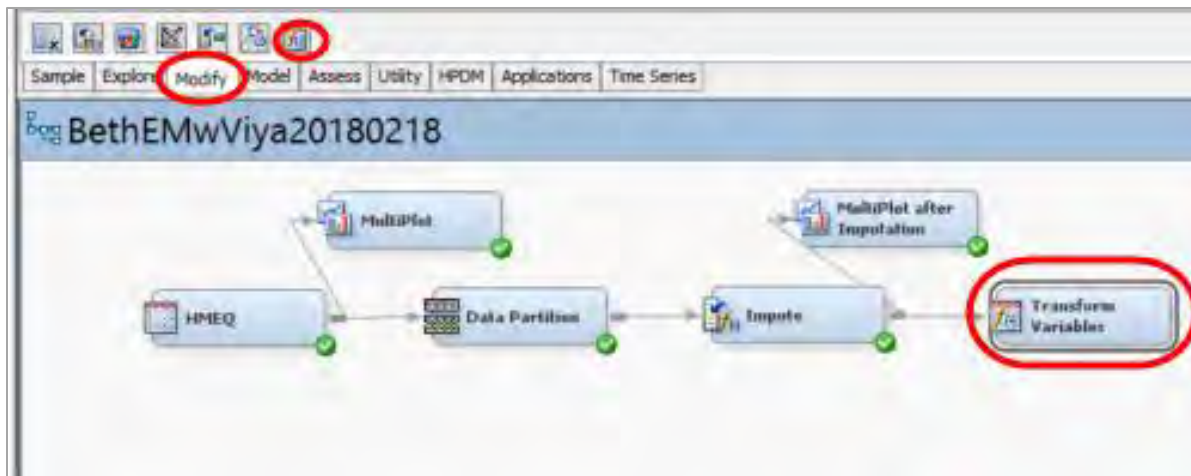 Sample Explore Modify Model Assess Utility HPDM Applications Time Series
BethEMwViya20180218
MultiPlot
MultiPlot after
Imputation
HMEQ
Data Partition
Impute
Transform
Variables